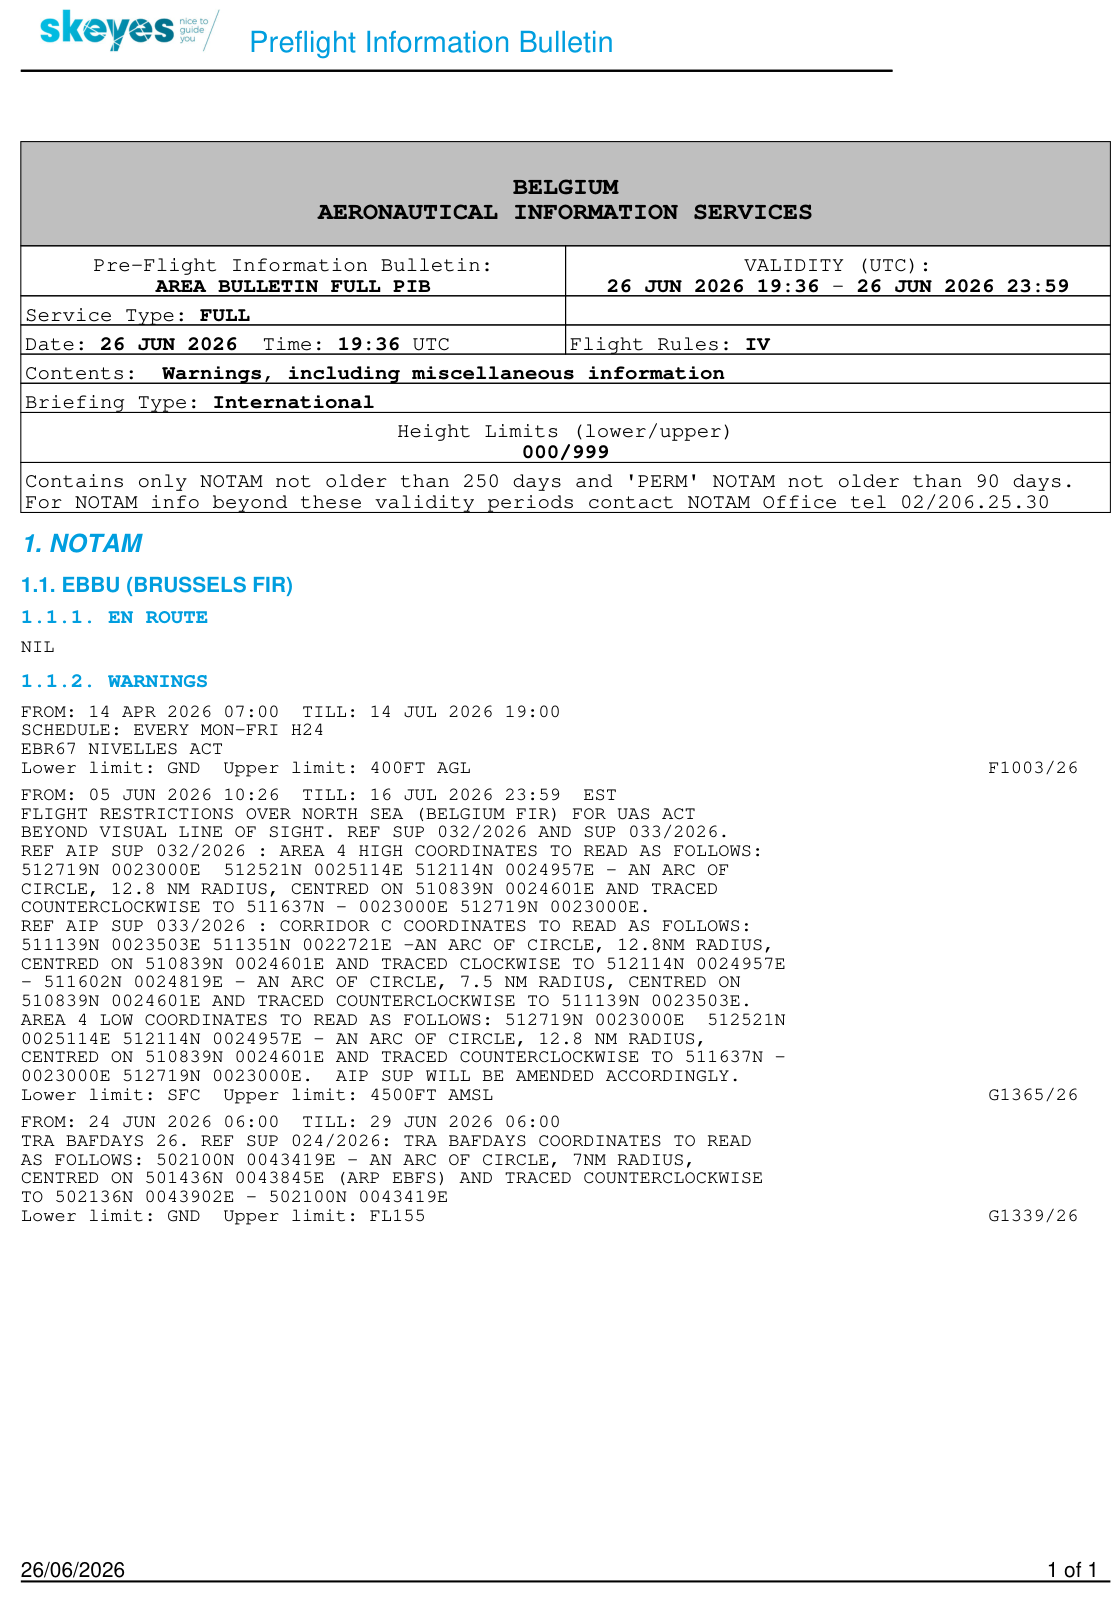 skeyes nice to guide you
Preflight Information Bulletin
BELGIUM
AERONAUTICAL INFORMATION SERVICES
Pre-Flight Information Bulletin:
AREA BULLETIN FULL PIB
VALIDITY (UTC):
26 JUN 2026 19:36 - 26 JUN 2026 23:59
Service Type: FULL
Date: 26 JUN 2026  Time: 19:36 UTC
Flight Rules: IV
Contents:  Warnings, including miscellaneous information
Briefing Type: International
Height Limits (lower/upper)
000/999
Contains only NOTAM not older than 250 days and 'PERM' NOTAM not older than 90 days.
For NOTAM info beyond these validity periods contact NOTAM Office tel 02/206.25.30
1. NOTAM
1.1. EBBU (BRUSSELS FIR)
1.1.1. EN ROUTE
NIL
1.1.2. WARNINGS
FROM: 14 APR 2026 07:00  TILL: 14 JUL 2026 19:00
SCHEDULE: EVERY MON-FRI H24
EBR67 NIVELLES ACT
Lower limit: GND  Upper limit: 400FT AGL F1003/26
FROM: 05 JUN 2026 10:26  TILL: 16 JUL 2026 23:59  EST
FLIGHT RESTRICTIONS OVER NORTH SEA (BELGIUM FIR) FOR UAS ACT
BEYOND VISUAL LINE OF SIGHT. REF SUP 032/2026 AND SUP 033/2026.
REF AIP SUP 032/2026 : AREA 4 HIGH COORDINATES TO READ AS FOLLOWS:
512719N 0023000E  512521N 0025114E 512114N 0024957E - AN ARC OF
CIRCLE, 12.8 NM RADIUS, CENTRED ON 510839N 0024601E AND TRACED
COUNTERCLOCKWISE TO 511637N - 0023000E 512719N 0023000E.
REF AIP SUP 033/2026 : CORRIDOR C COORDINATES TO READ AS FOLLOWS:
511139N 0023503E 511351N 0022721E -AN ARC OF CIRCLE, 12.8NM RADIUS,
CENTRED ON 510839N 0024601E AND TRACED CLOCKWISE TO 512114N 0024957E
- 511602N 0024819E - AN ARC OF CIRCLE, 7.5 NM RADIUS, CENTRED ON
510839N 0024601E AND TRACED COUNTERCLOCKWISE TO 511139N 0023503E.
AREA 4 LOW COORDINATES TO READ AS FOLLOWS: 512719N 0023000E  512521N
0025114E 512114N 0024957E - AN ARC OF CIRCLE, 12.8 NM RADIUS,
CENTRED ON 510839N 0024601E AND TRACED COUNTERCLOCKWISE TO 511637N -
0023000E 512719N 0023000E.  AIP SUP WILL BE AMENDED ACCORDINGLY.
Lower limit: SFC  Upper limit: 4500FT AMSL G1365/26
FROM: 24 JUN 2026 06:00  TILL: 29 JUN 2026 06:00
TRA BAFDAYS 26. REF SUP 024/2026: TRA BAFDAYS COORDINATES TO READ
AS FOLLOWS: 502100N 0043419E - AN ARC OF CIRCLE, 7NM RADIUS,
CENTRED ON 501436N 0043845E (ARP EBFS) AND TRACED COUNTERCLOCKWISE
TO 502136N 0043902E - 502100N 0043419E
Lower limit: GND  Upper limit: FL155 G1339/26
26/06/2026 1 of 1